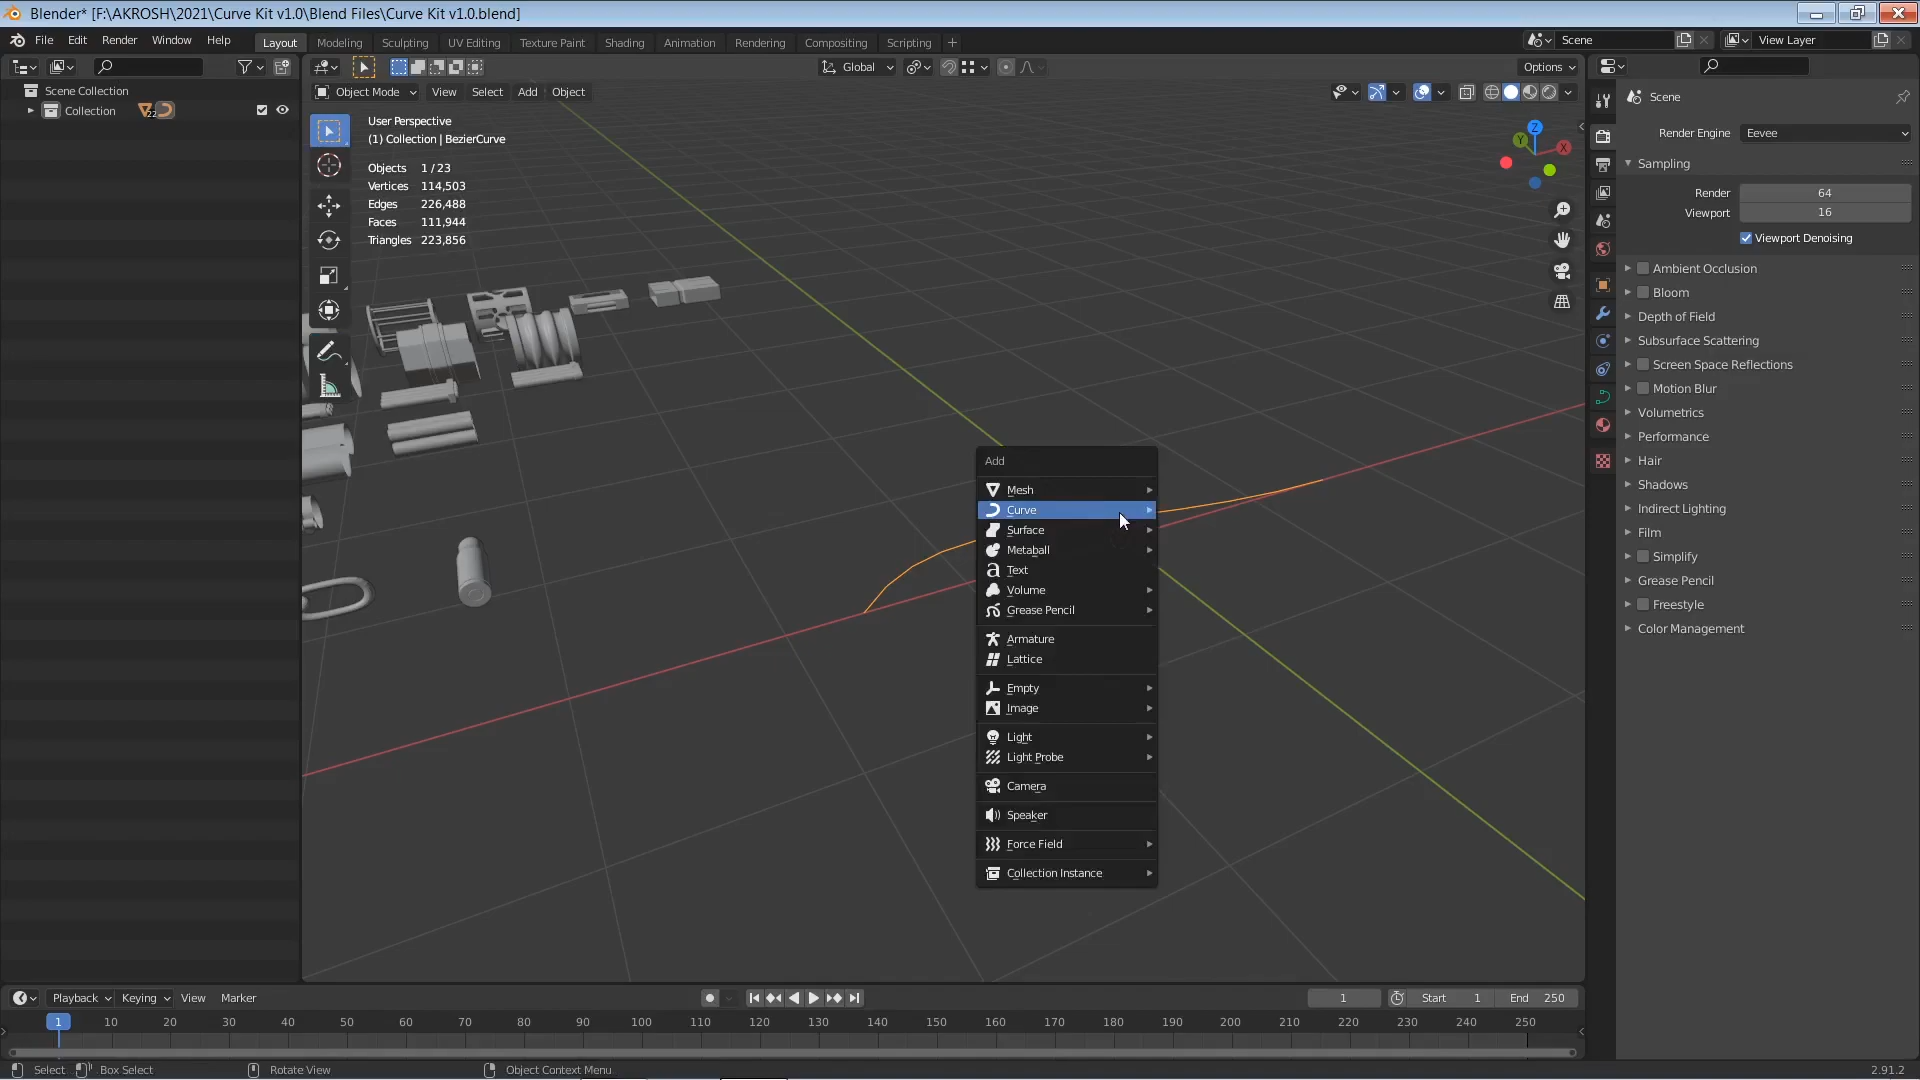 Blender* [F:\AKROSH\2021\Curve Kit v1.0\Blend Files\Curve Kit v1.0.blend]
File Edit Render Window Help Layout Modeling Sculpting UV Editing Texture Paint Shading Animation Rendering Compositing Scripting + Scene View Layer
Global Options
Object Mode View Select Add Object
Scene Collection
Collection 22
User Perspective
(1) Collection | BezierCurve
Objects 1 / 23
Vertices 114,503
Edges 226,488
Faces 111,944
Triangles 223,856
Z
Y
X
Add
Mesh
Curve
Surface
Metaball
Text
Volume
Grease Pencil
Armature
Lattice
Empty
Image
Light
Light Probe
Camera
Speaker
Force Field
Collection Instance
Scene
Render Engine Eevee
Sampling
Render 64
Viewport 16
Viewport Denoising
Ambient Occlusion
Bloom
Depth of Field
Subsurface Scattering
Screen Space Reflections
Motion Blur
Volumetrics
Performance
Hair
Shadows
Indirect Lighting
Film
Simplify
Grease Pencil
Freestyle
Color Management
Playback Keying View Marker 1 Start 1 End 250
1 10 20 30 40 50 60 70 80 90 100 110 120 130 140 150 160 170 180 190 200 210 220 230 240 250
Select Box Select Rotate View Object Context Menu 2.91.2